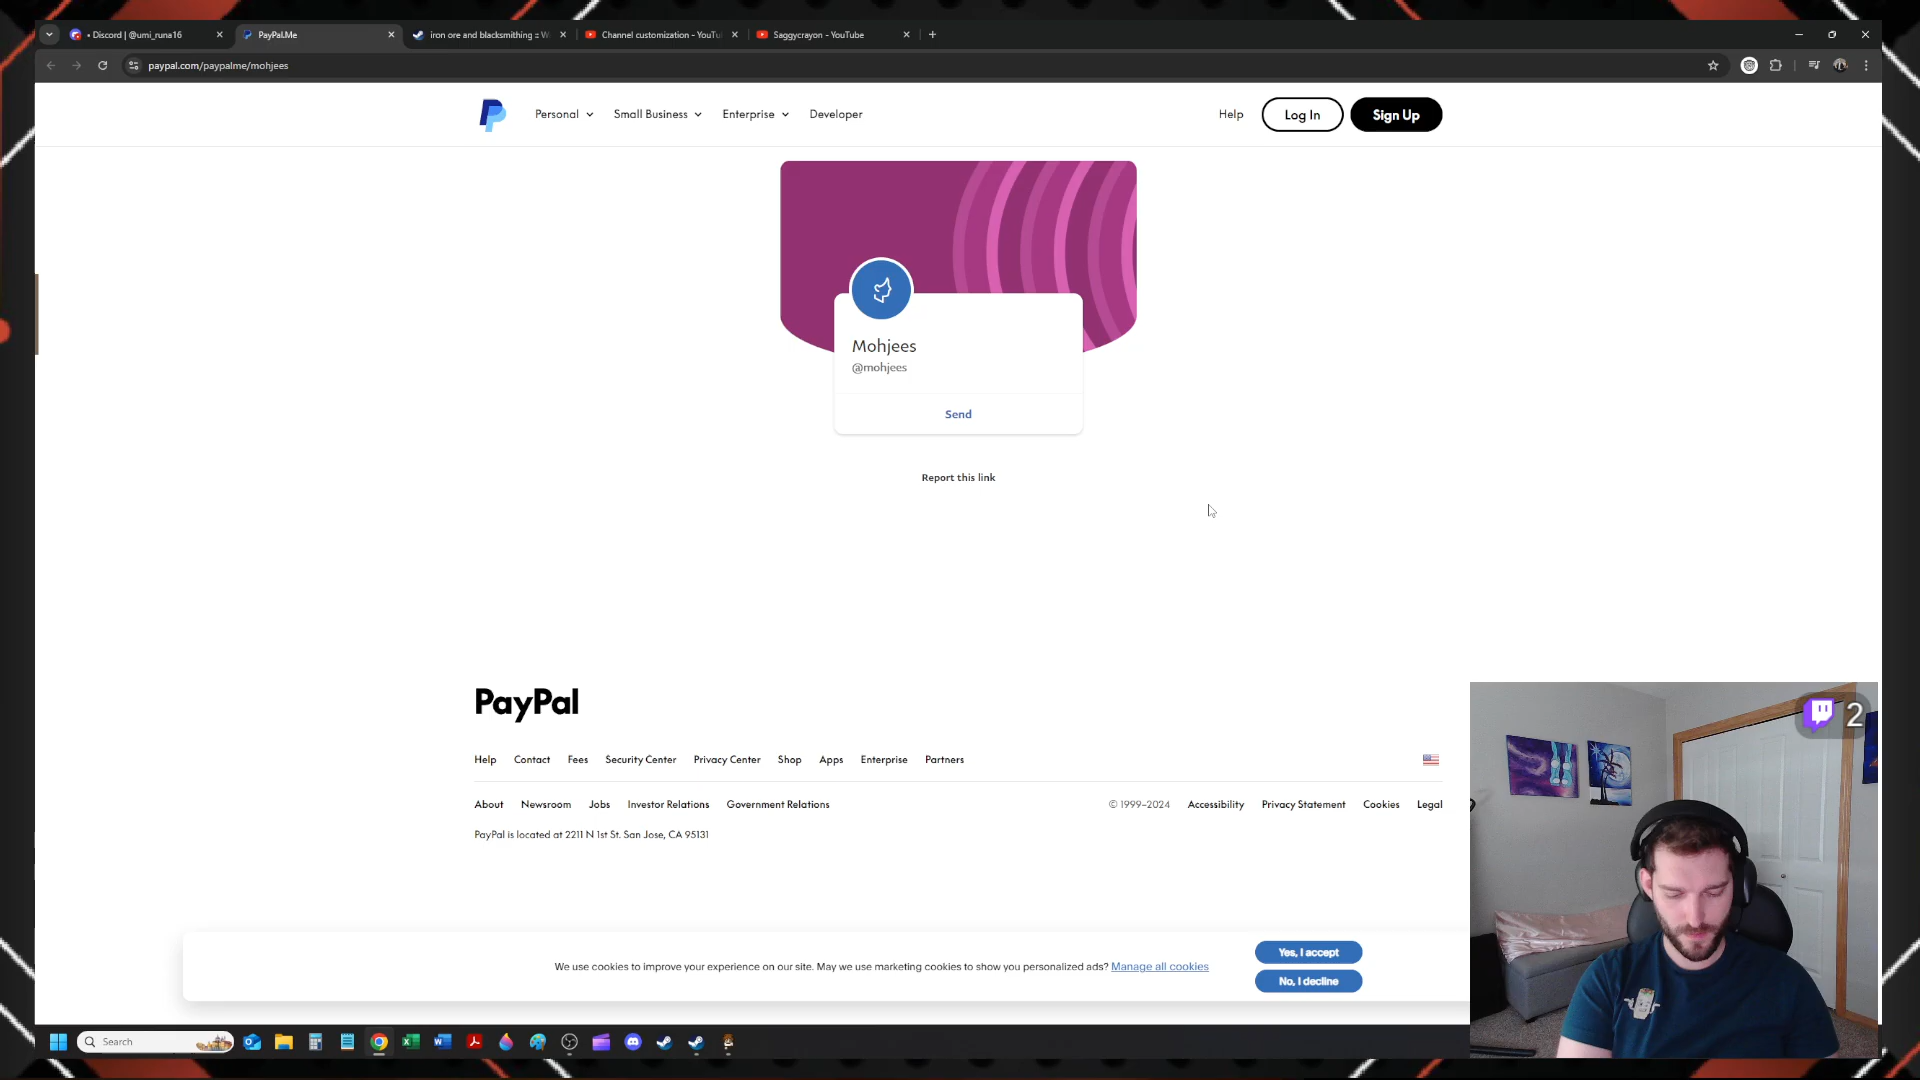 • Discord | @umi_runa16
PayPal.Me
iron ore and blacksmithing :: W
Channel customization - YouTu
Saggycrayon - YouTube
paypal.com/paypalme/mohjees
Personal
Small Business
Enterprise
Developer
Help
Log In
Sign Up
Mohjees
@mohjees
Send
Report this link
PayPal
2
Help
Contact
Fees
Security Center
Privacy Center
Shop
Apps
Enterprise
Partners
About
Newsroom
Jobs
Investor Relations
Government Relations
© 1999-2024
Accessibility
Privacy Statement
Cookies
Legal
PayPal is located at 2211 N 1st St. San Jose, CA 95131
We use cookies to improve your experience on our site. May we use marketing cookies to show you personalized ads? Manage all cookies
Yes, I accept
No, I decline
Search